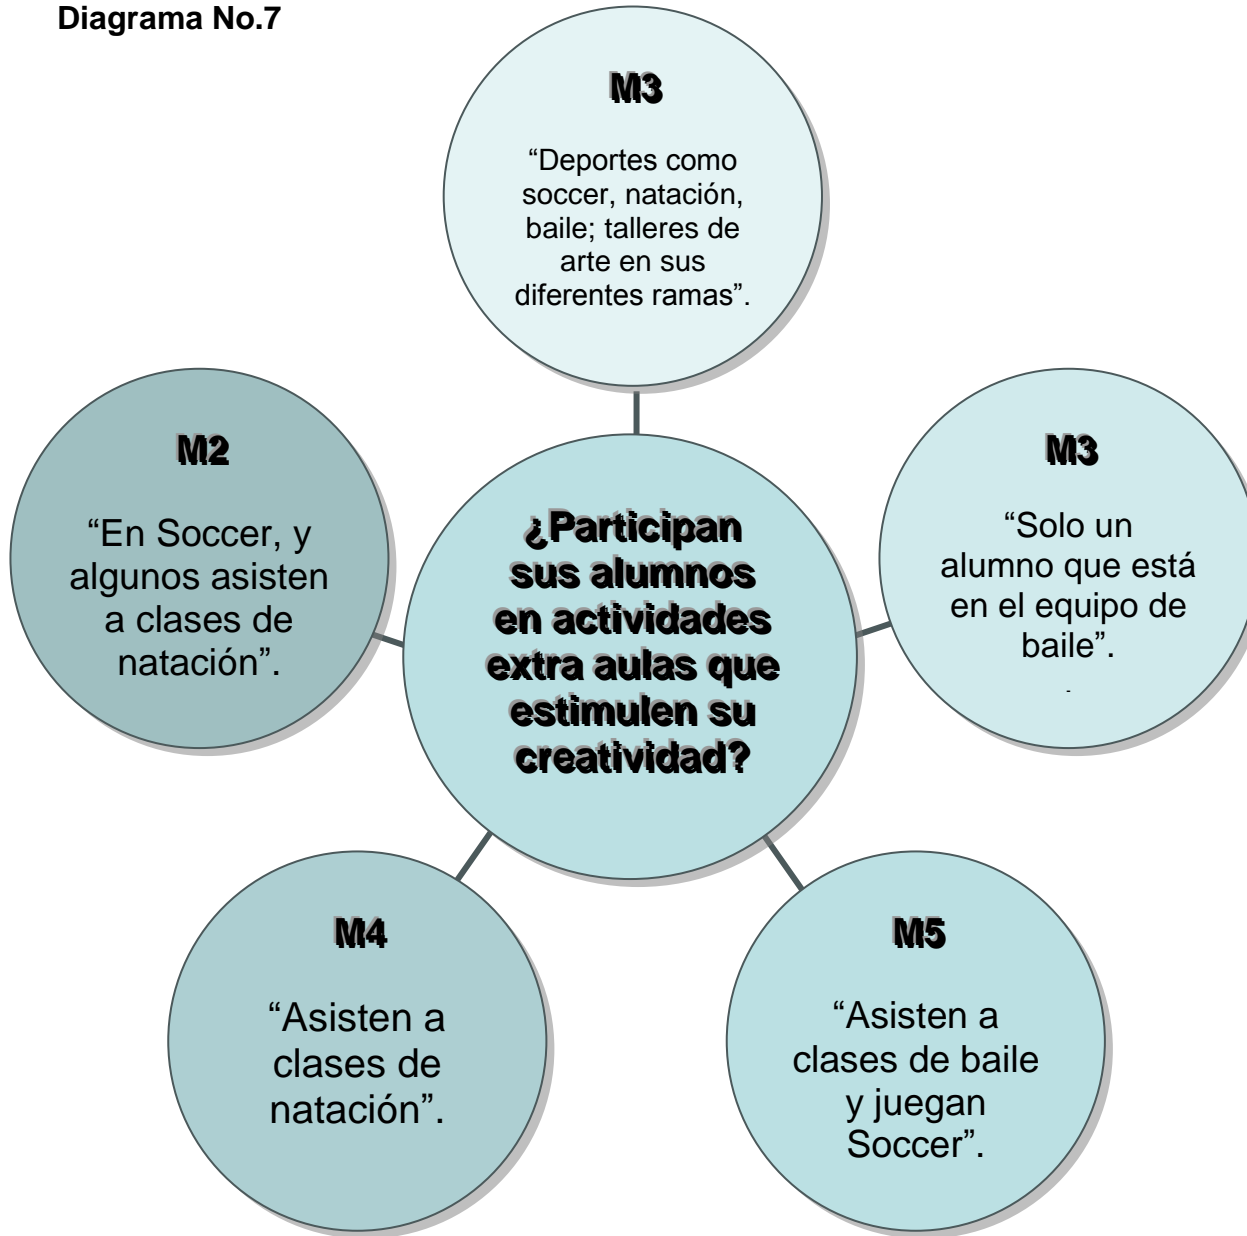 Diagrama No.7
M3
“Deportes como
soccer, natación,
baile; talleres de
arte en sus
diferentes ramas”.
M2
“En Soccer, y
algunos asisten
a clases de
natación”.
¿Participan
sus alumnos
en actividades
extra aulas que
estimulen su
creatividad?
M3
“Solo un
alumno que está
en el equipo de
baile”.
.
M4
“Asisten a
clases de
natación”.
M5
“Asisten a
clases de baile
y juegan
Soccer”.